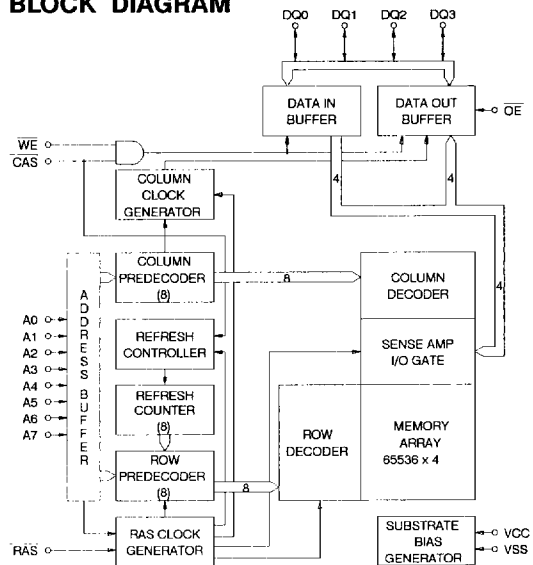 BLOCK DIAGRAM
DQ0 DQ1 DQ2 DQ3
DATA IN
BUFFER
DATA OUT
BUFFER
OE
WE
CAS
4
4
COLUMN
CLOCK
GENERATOR
COLUMN
PREDECODER
(8)
8
COLUMN
DECODER
4
ADDRESS BUFFER
A0
A1
A2
A3
A4
A5
A6
A7
REFRESH
CONTROLLER
SENSE AMP
I/O GATE
REFRESH
COUNTER
(8)
ROW
DECODER
MEMORY
ARRAY
65536 x 4
ROW
PREDECODER
(8)
8
RAS
RAS CLOCK
GENERATOR
SUBSTRATE
BIAS
GENERATOR
VCC
VSS